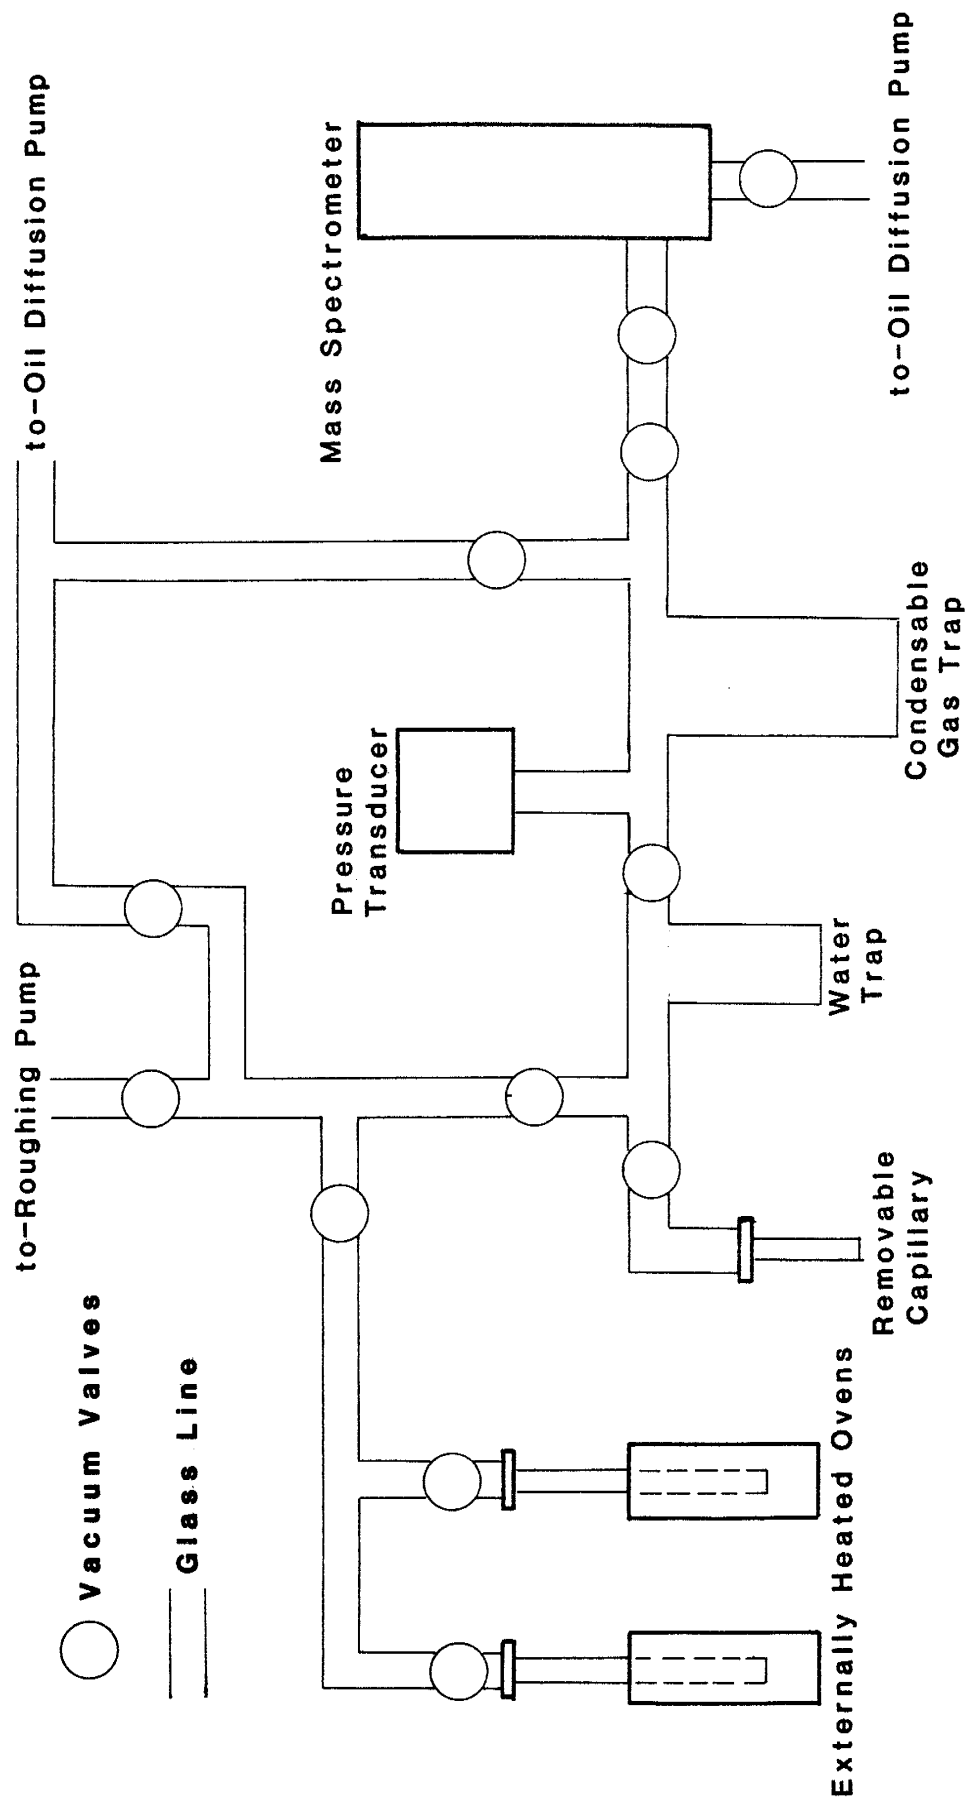 Vacuum Valves
Glass Line
to-Roughing Pump
to-Oil Diffusion Pump
Mass Spectrometer
Pressure
Transducer
Externally Heated Ovens
Removable
Capillary
Water
Trap
Condensable
Gas Trap
to-Oil Diffusion Pump